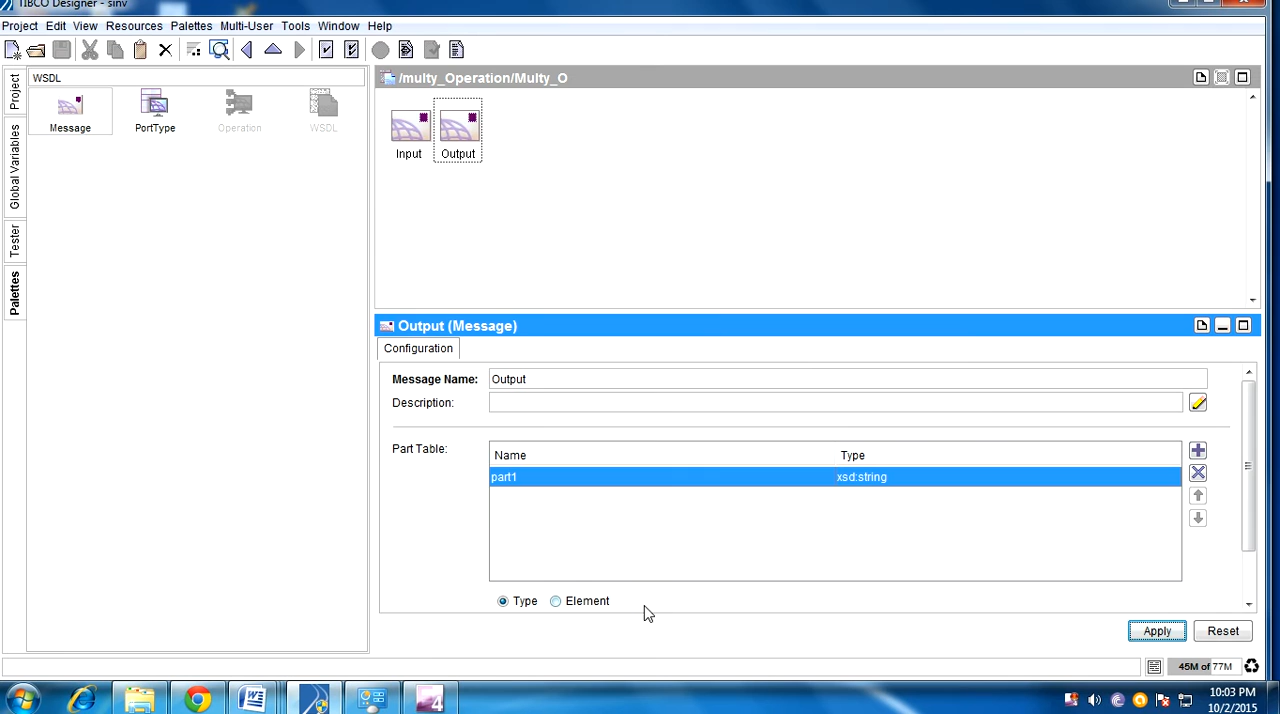 TIBCO Designer - sinv
Project Edit View Resources Palettes Multi-User Tools Window Help
WSDL
Message
PortType
Operation
WSDL
Project
Global Variables
Tester
Palettes
/multy_Operation/Multy_O
Input
Output
Output (Message)
Configuration
Message Name: Output
Description:
Part Table:
Name Type
part1 xsd:string
Type Element
Apply Reset
45M of 77M
10:03 PM
10/2/2015